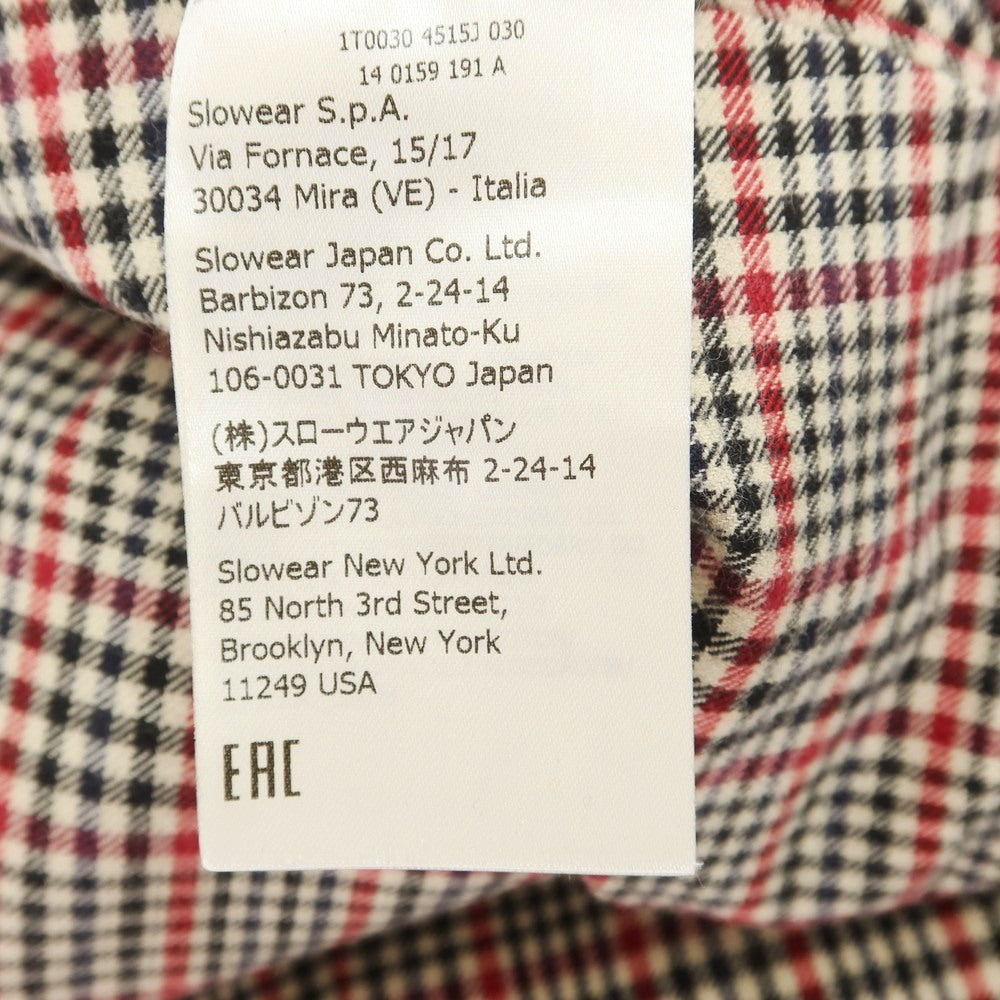 1T0030 4515J 030
14 0159 191 A
Slowear S.p.A.
Via Fornace, 15/17
30034 Mira (VE) - Italia
Slowear Japan Co. Ltd.
Barbizon 73, 2-24-14
Nishiazabu Minato-Ku
106-0031 TOKYO Japan
(株)スローウエアジャパン
東京都港区西麻布 2-24-14
バルビゾン73
Slowear New York Ltd.
85 North 3rd Street,
Brooklyn, New York
11249 USA
EAC